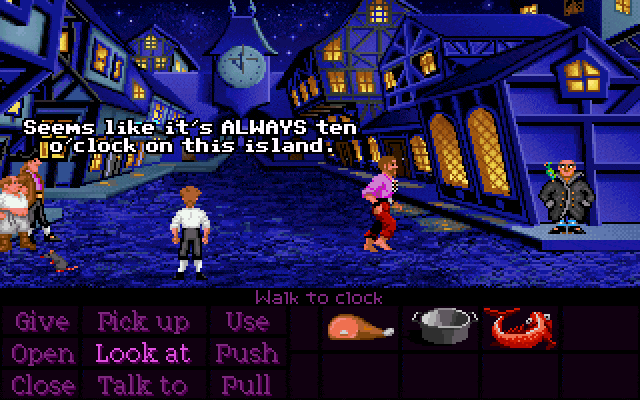 Seems like it's ALWAYS ten
o'clock on this island.
Walk to clock
Give Pick up Use
Open Look at Push
Close Talk to Pull